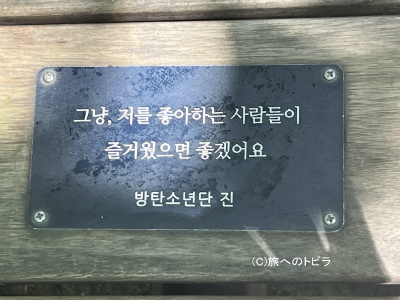 그냥, 저를 좋아하는 사람들이
즐거웠으면 좋겠어요
방탄소년단 진
(C)旅へのトビラ